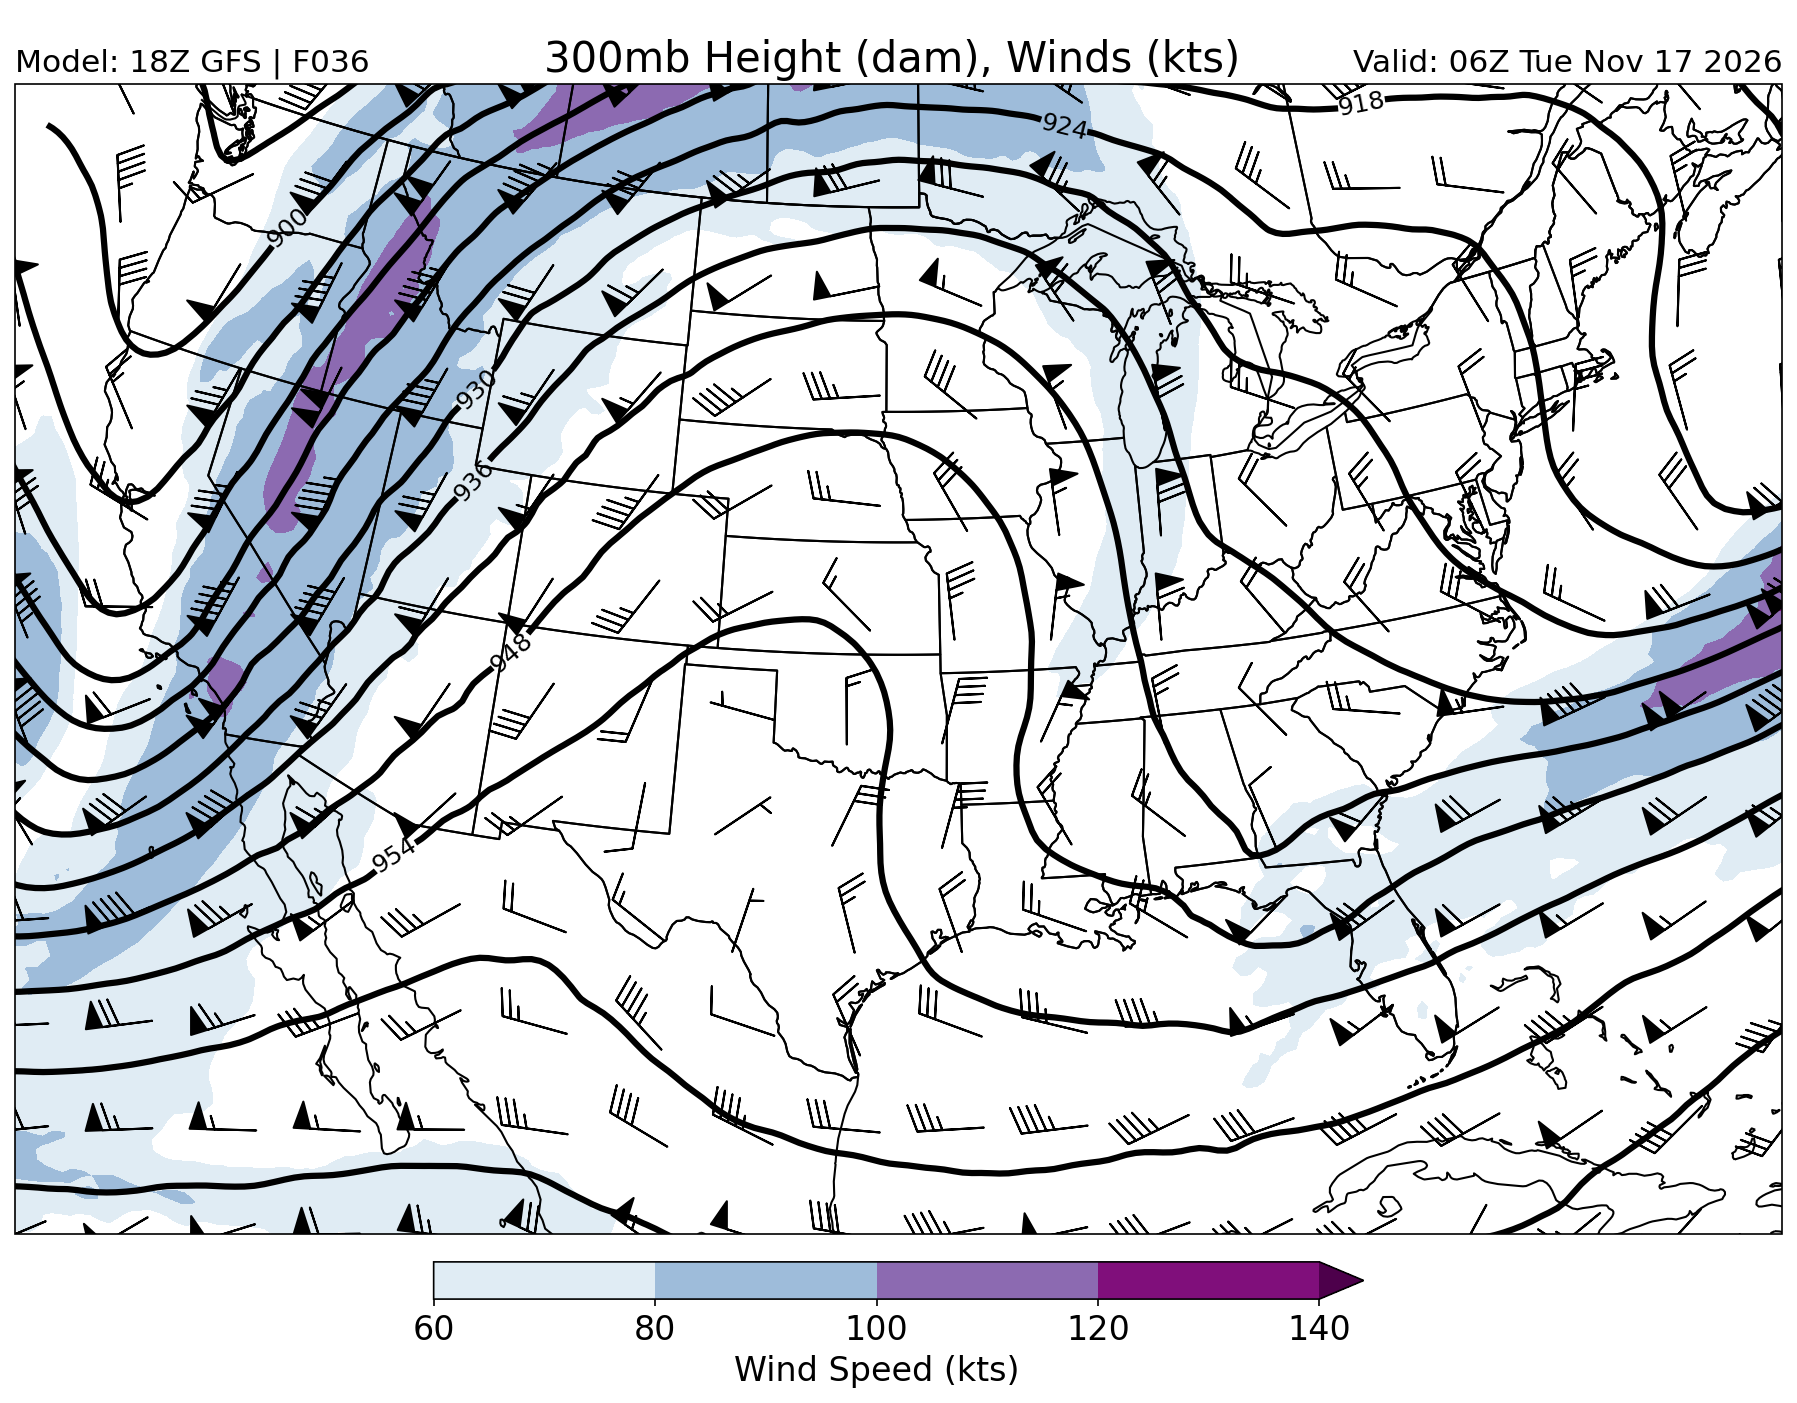 Model: 18Z GFS | F036
300mb Height (dam), Winds (kts)
Valid: 06Z Tue Nov 17 2026
918
924
900
930
936
948
954
60 80 100 120 140
Wind Speed (kts)